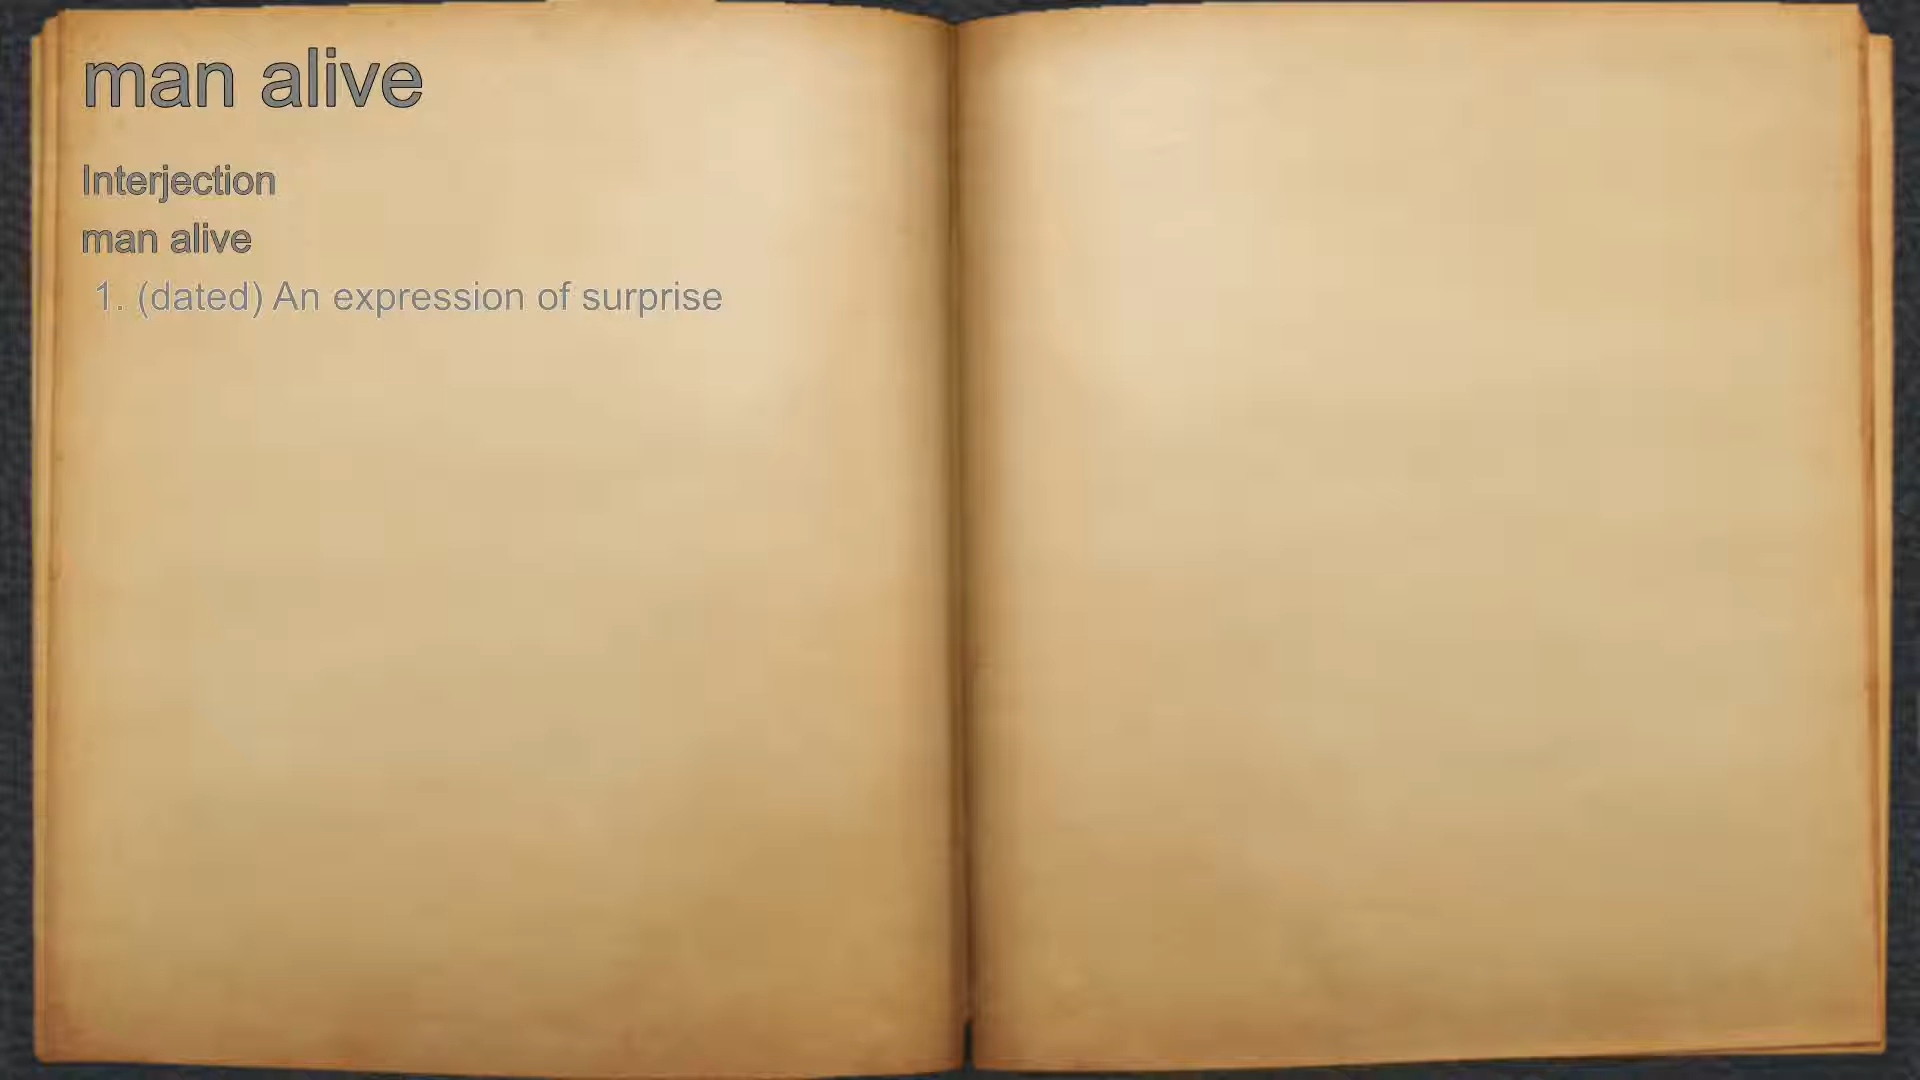 man alive
Interjection
man alive
1. (dated) An expression of surprise